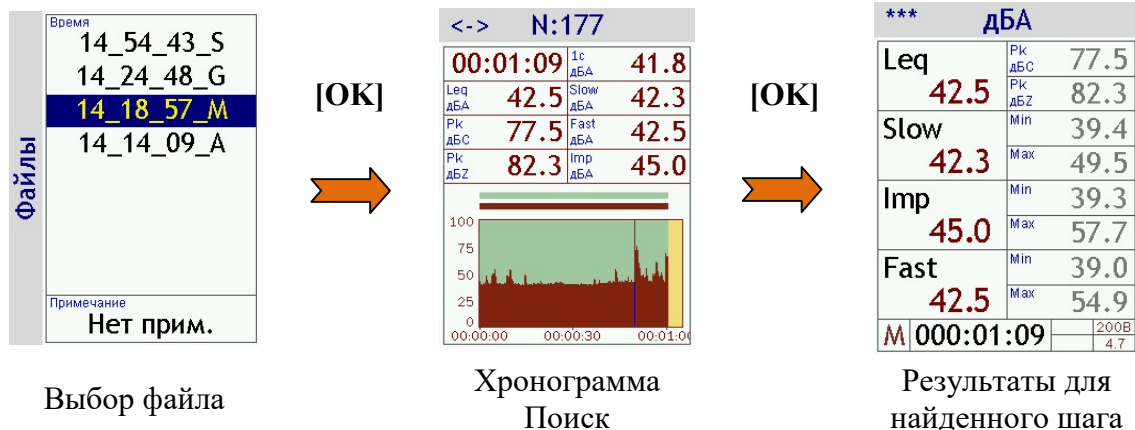 Файлы
Время
14_54_43_S
14_24_48_G
14_18_57_M
14_14_09_A
Примечание
Нет прим.
Выбор файла
[OK]
<-> N:177
00:01:09 1с дБА 41.8
Leq дБА 42.5 Slow дБА 42.3
Pk дБС 77.5 Fast дБА 42.5
Pk дБZ 82.3 Imp дБА 45.0
100
75
50
25
0
00:00:00 00:00:30 00:01:00
Хронограмма
Поиск
[OK]
*** дБА
Leq 42.5 Pk дБС 77.5
Pk дБZ 82.3
Slow 42.3 Min 39.4
Max 49.5
Imp 45.0 Min 39.3
Max 57.7
Fast 42.5 Min 39.0
Max 54.9
М 000:01:09 200В
4.7
Результаты для
найденного шага